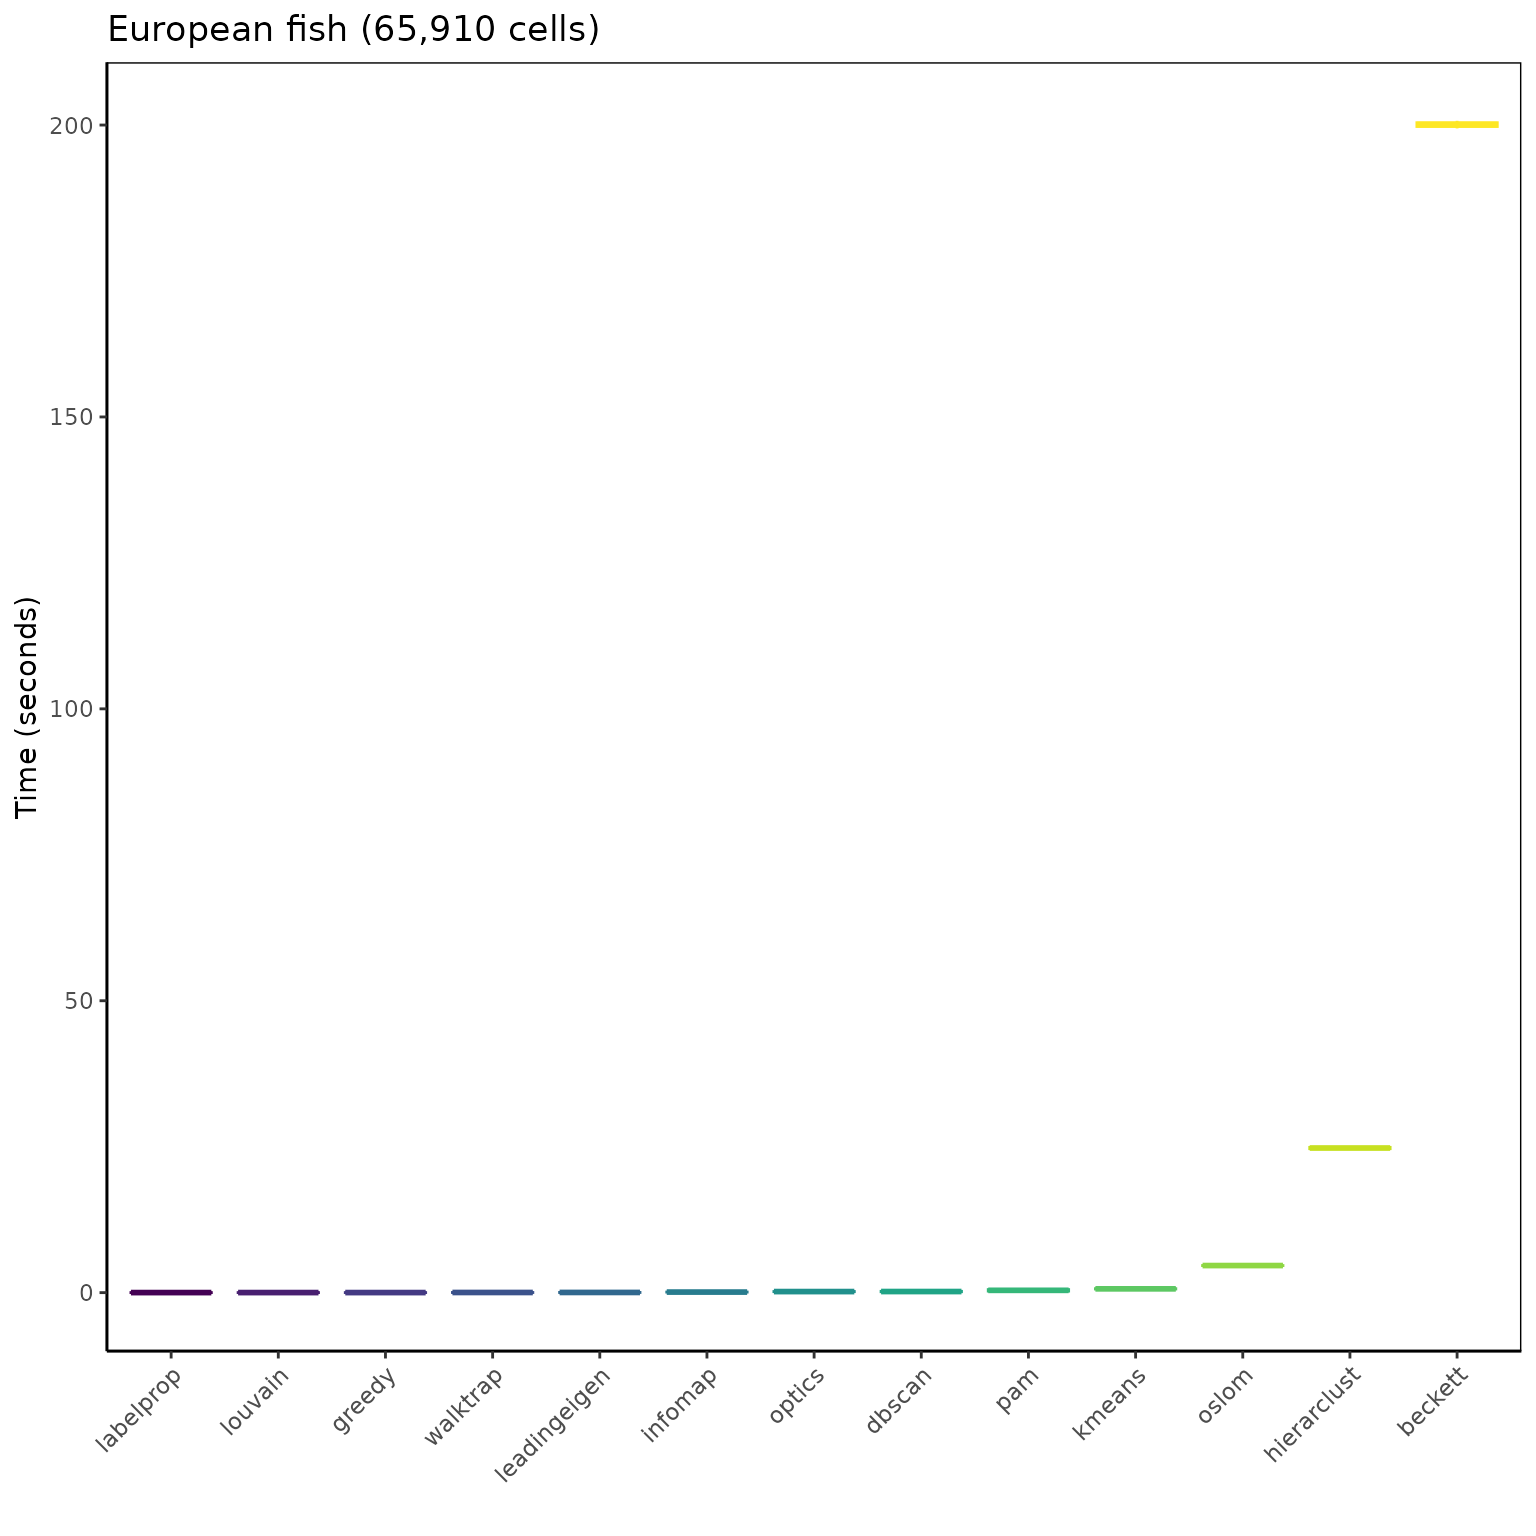 European fish (65,910 cells)
Time (seconds)
200
150
100
50
0
labelprop
louvain
greedy
walktrap
leadingeigen
infomap
optics
dbscan
pam
kmeans
oslom
hierarclust
beckett